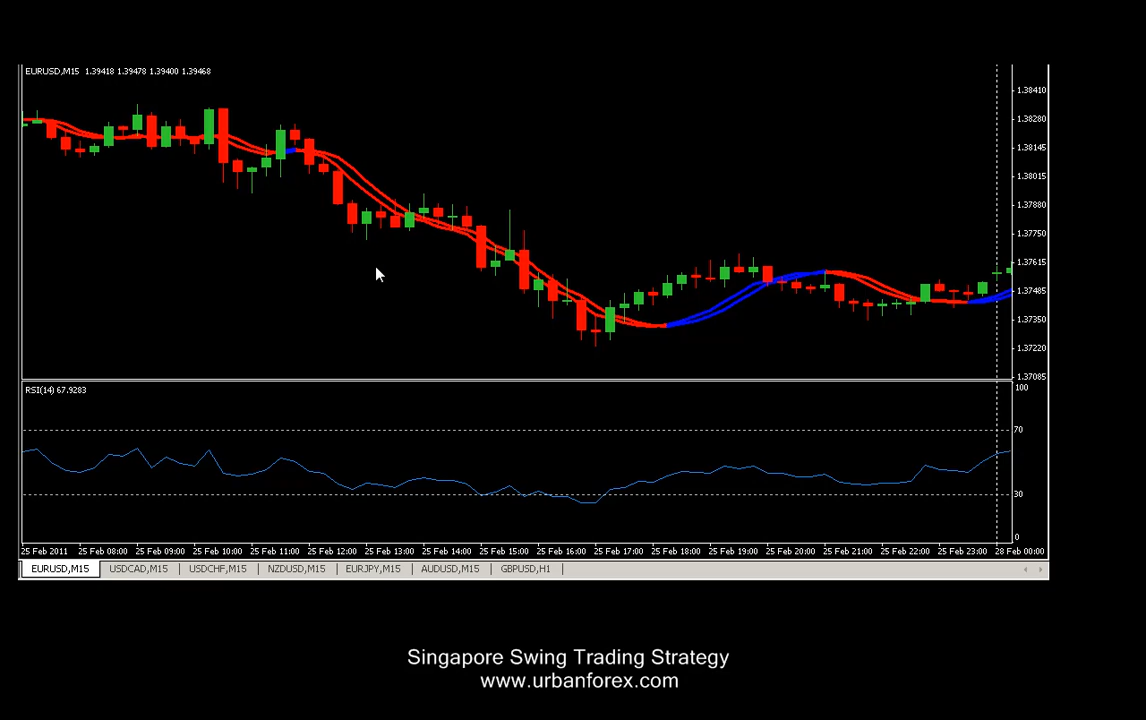 EURUSD,M15 1.39418 1.39478 1.39400 1.39468
1.38410
1.38280
1.38145
1.38015
1.37880
1.37750
1.37615
1.37485
1.37350
1.37220
1.37085
RSI(14) 67.9283
100
70
30
0
25 Feb 2011 25 Feb 08:00 25 Feb 09:00 25 Feb 10:00 25 Feb 11:00 25 Feb 12:00 25 Feb 13:00 25 Feb 14:00 25 Feb 15:00 25 Feb 16:00 25 Feb 17:00 25 Feb 18:00 25 Feb 19:00 25 Feb 20:00 25 Feb 21:00 25 Feb 22:00 25 Feb 23:00 28 Feb 00:00
EURUSD,M15 USDCAD,M15 USDCHF,M15 NZDUSD,M15 EURJPY,M15 AUDUSD,M15 GBPUSD,H1
Singapore Swing Trading Strategy
www.urbanforex.com